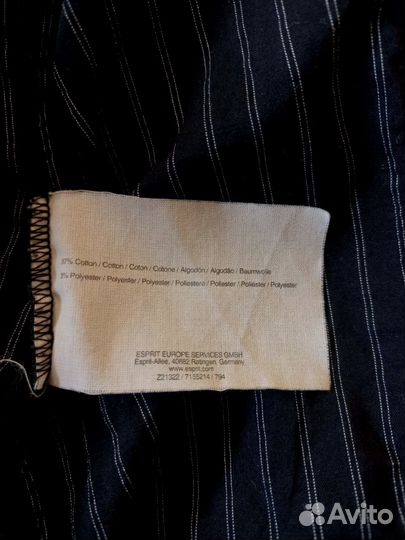 97% Cotton / Cotton / Coton / Cotone / Algodón / Algodão / Baumwolle
3% Polyester / Polyester / Polyester / Poliestere / Poliester / Poliéster / Polyester
ESPRIT EUROPE SERVICES GMBH
Esprit-Allee, 40882 Ratingen, Germany
www.esprit.com
Z21322 / 7155214 / 794
Avito